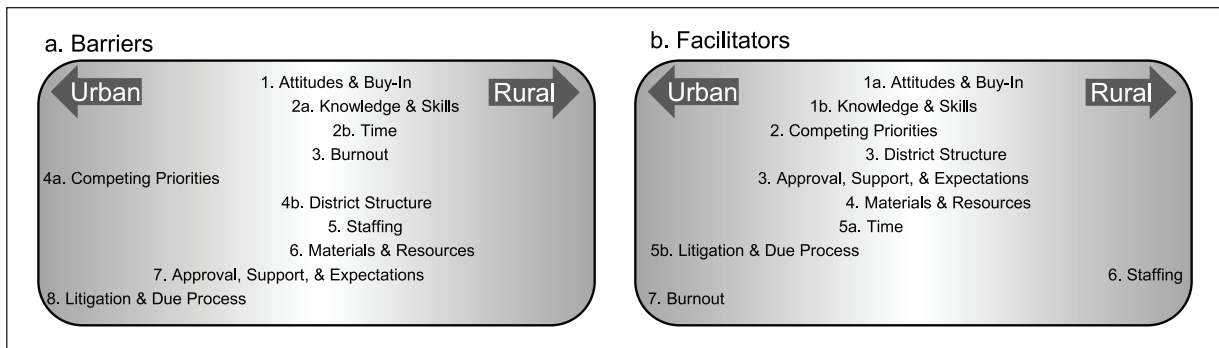 a. Barriers
Urban
Rural
1. Attitudes & Buy-In
2a. Knowledge & Skills
2b. Time
3. Burnout
4a. Competing Priorities
4b. District Structure
5. Staffing
6. Materials & Resources
7. Approval, Support, & Expectations
8. Litigation & Due Process
b. Facilitators
Urban
Rural
1a. Attitudes & Buy-In
1b. Knowledge & Skills
2. Competing Priorities
3. District Structure
3. Approval, Support, & Expectations
4. Materials & Resources
5a. Time
5b. Litigation & Due Process
6. Staffing
7. Burnout